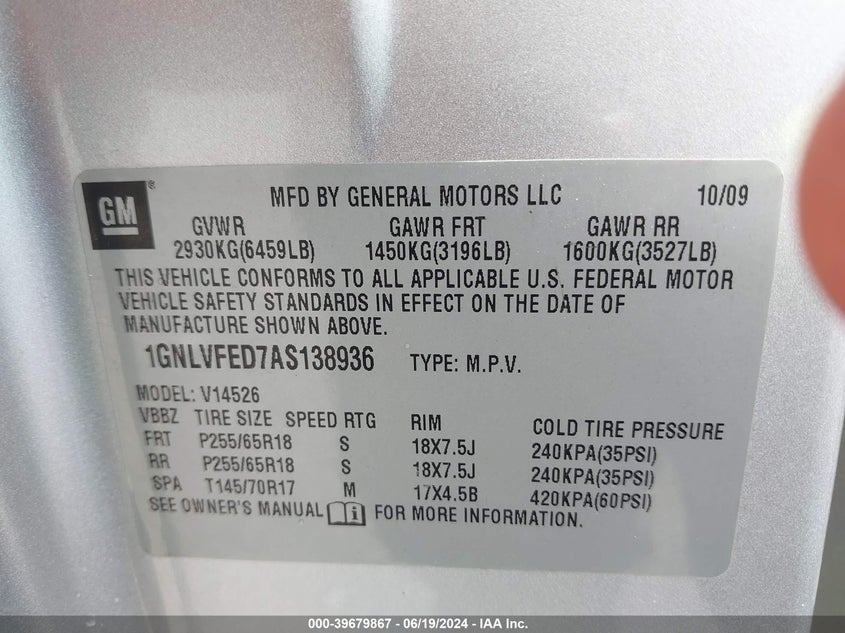 GM ® MFD BY GENERAL MOTORS LLC 10/09
GVWR GAWR FRT GAWR RR
2930KG(6459LB) 1450KG(3196LB) 1600KG(3527LB)
THIS VEHICLE CONFORMS TO ALL APPLICABLE U.S. FEDERAL MOTOR
VEHICLE SAFETY STANDARDS IN EFFECT ON THE DATE OF
MANUFACTURE SHOWN ABOVE.
1GNLVFED7AS138936 TYPE: M.P.V.
MODEL: V14526
VBBZ TIRE SIZE SPEED RTG RIM COLD TIRE PRESSURE
FRT P255/65R18 S 18X7.5J 240KPA(35PSI)
RR P255/65R18 S 18X7.5J 240KPA(35PSI)
SPA T145/70R17 M 17X4.5B 420KPA(60PSI)
SEE OWNER'S MANUAL i FOR MORE INFORMATION.
000-39679867 - 06/19/2024 - IAA Inc.